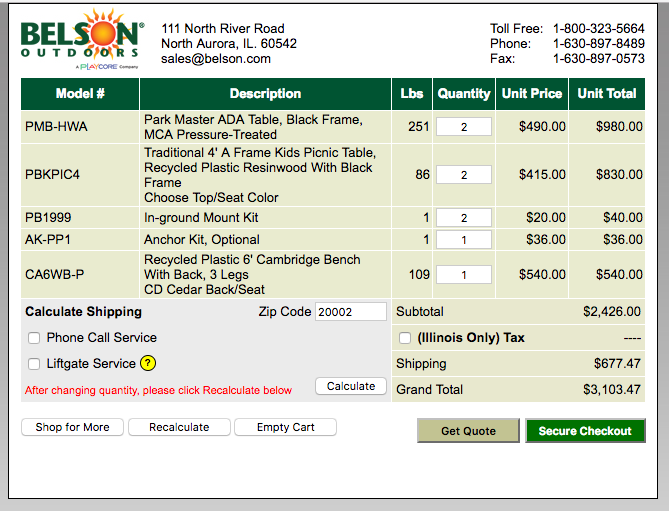 BELSON®
OUTDOORS
A PLAYCORE Company
111 North River Road
North Aurora, IL. 60542
sales@belson.com
Toll Free: 1-800-323-5664
Phone: 1-630-897-8489
Fax: 1-630-897-0573
Model # Description Lbs Quantity Unit Price Unit Total
PMB-HWA Park Master ADA Table, Black Frame, 251 2 $490.00 $980.00
MCA Pressure-Treated
Traditional 4' A Frame Kids Picnic Table,
PBKPIC4 Recycled Plastic Resinwood With Black 86 2 $415.00 $830.00
Frame
Choose Top/Seat Color
PB1999 In-ground Mount Kit 1 2 $20.00 $40.00
AK-PP1 Anchor Kit, Optional 1 1 $36.00 $36.00
Recycled Plastic 6' Cambridge Bench
CA6WB-P With Back, 3 Legs 109 1 $540.00 $540.00
CD Cedar Back/Seat
Calculate Shipping Zip Code 20002 Subtotal $2,426.00
Phone Call Service (Illinois Only) Tax ----
Liftgate Service ? Shipping $677.47
After changing quantity, please click Recalculate below Calculate Grand Total $3,103.47
Shop for More Recalculate Empty Cart Get Quote Secure Checkout